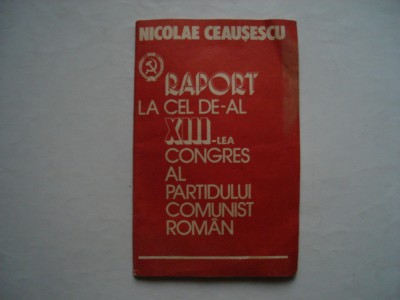 NICOLAE CEAUȘESCU
RAPORT
LA CEL DE-AL
XIII-LEA
CONGRES
AL
PARTIDULUI
COMUNIST
ROMÂN